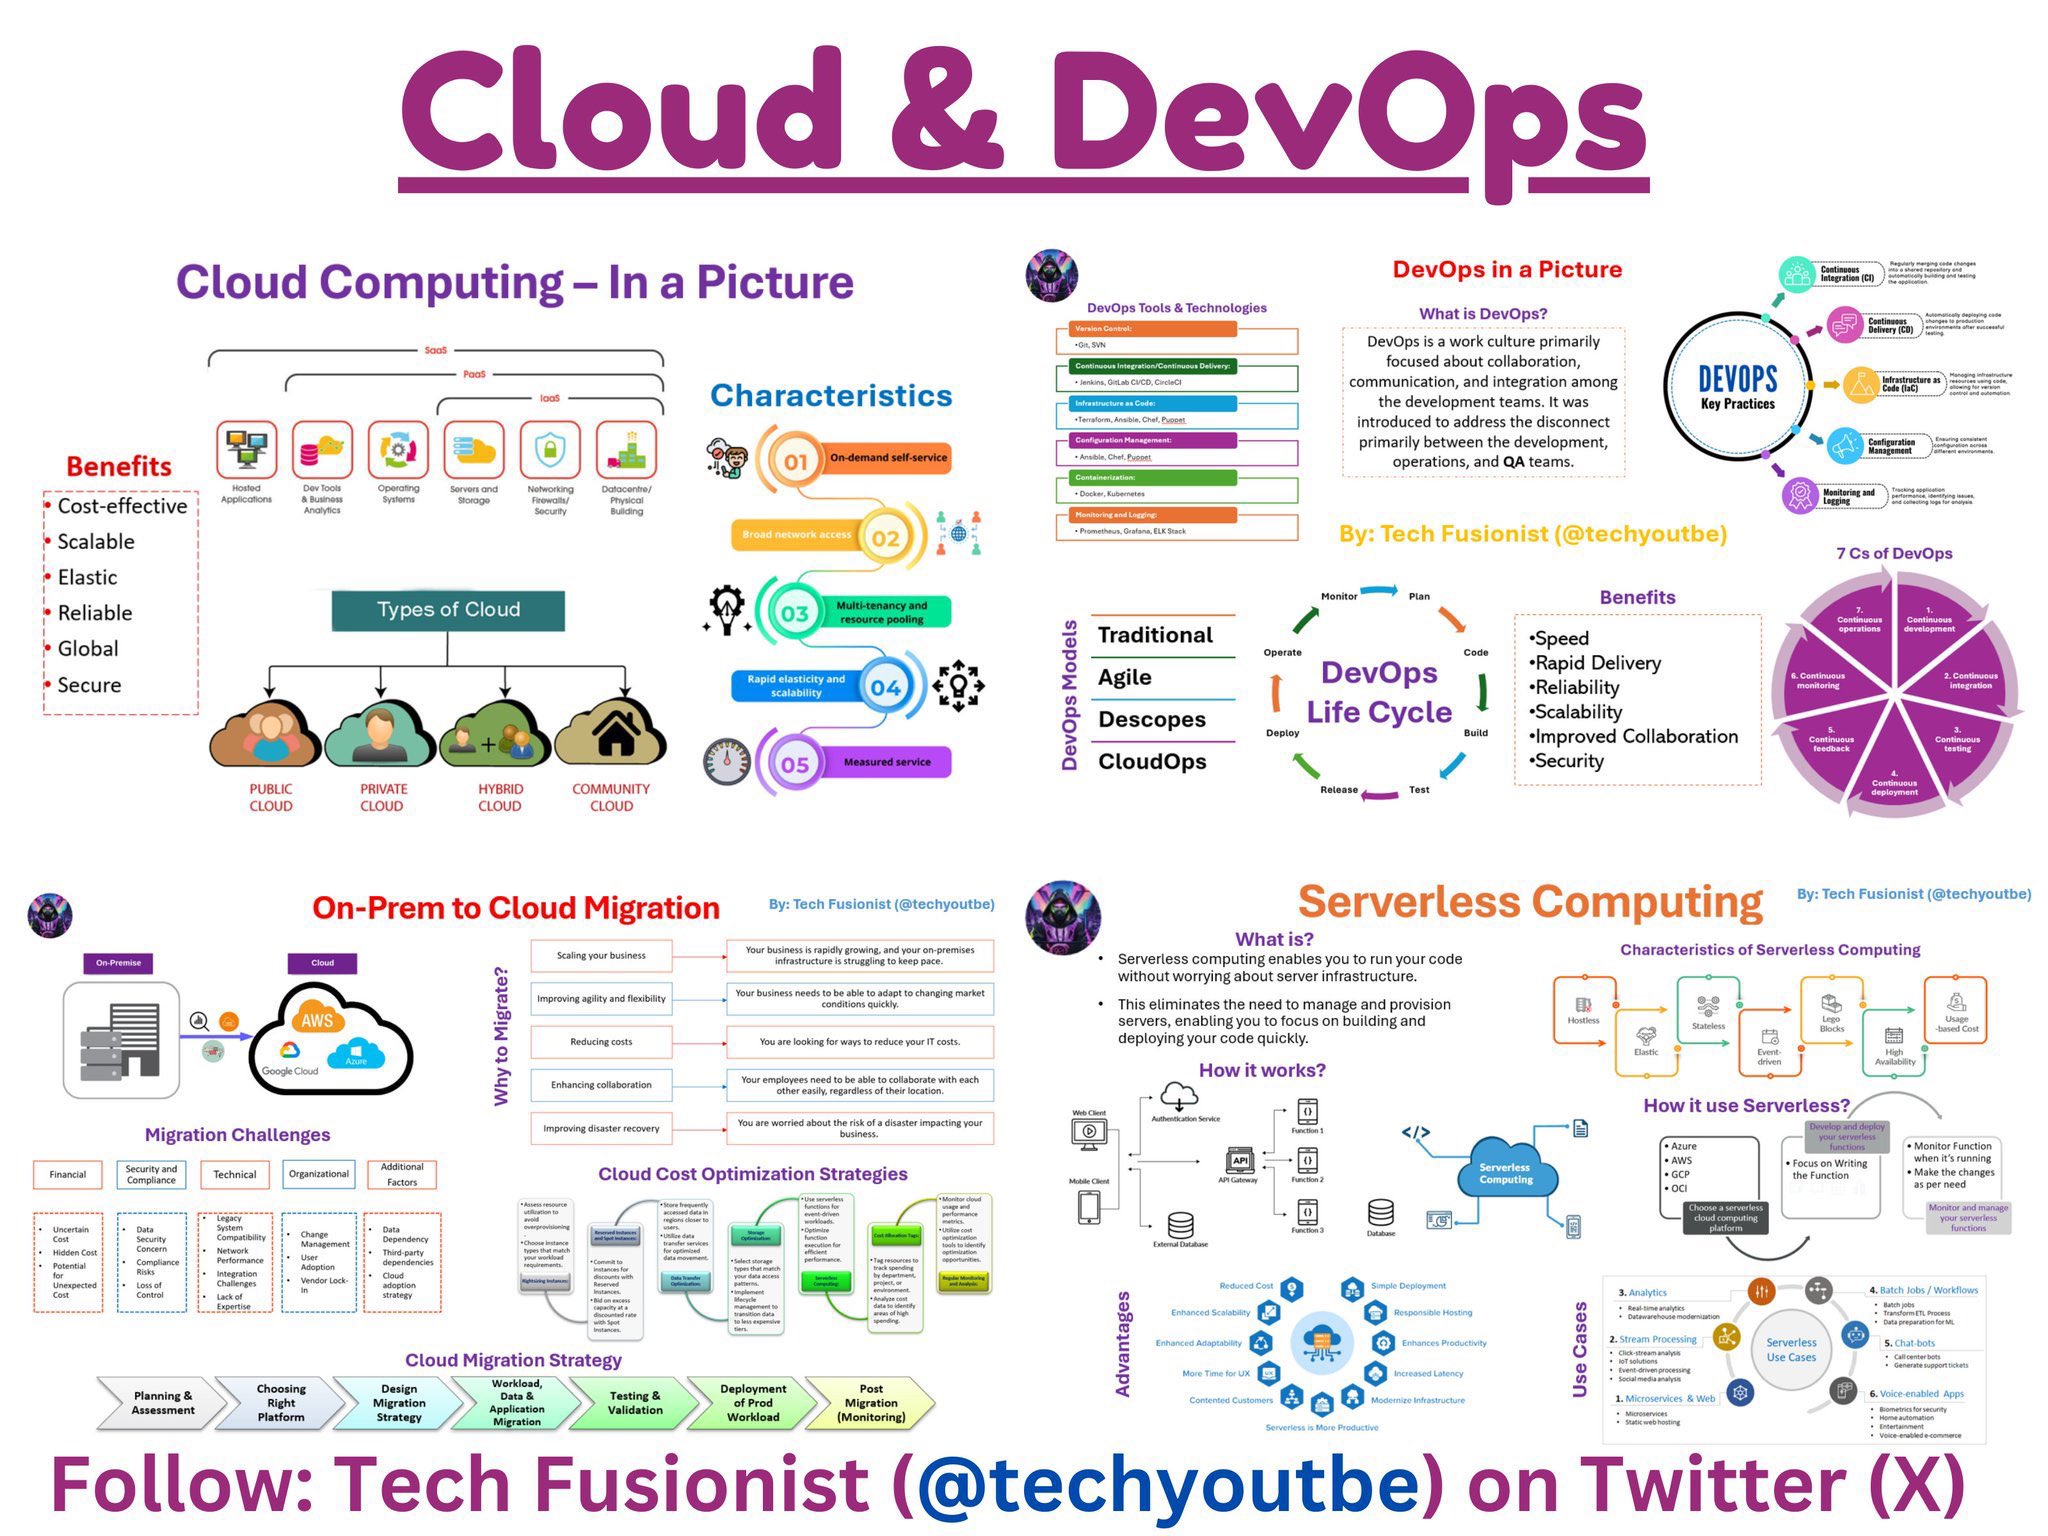 Cloud & DevOps
Cloud Computing – In a Picture
SaaS
PaaS
IaaS
Hosted
Applications
Dev Tools
& Business
Analytics
Operating
Systems
Servers and
Storage
Networking
Firewalls/
Security
Datacentre/
Physical
Building
Benefits
• Cost-effective
• Scalable
• Elastic
• Reliable
• Global
• Secure
Types of Cloud
PUBLIC
CLOUD
PRIVATE
CLOUD
HYBRID
CLOUD
COMMUNITY
CLOUD
Characteristics
01
On-demand self-service
Broad network access
02
03
Multi-tenancy and
resource pooling
Rapid elasticity and
scalability
04
05
Measured service
DevOps in a Picture
DevOps Tools & Technologies
Version Control:
•Git, SVN
Continuous Integration/Continuous Delivery:
• Jenkins, GitLab CI/CD, CircleCI
Infrastructure as Code:
•Terraform, Ansible, Chef, Puppet
Configuration Management:
• Ansible, Chef, Puppet
Containerization:
• Docker, Kubernetes
Monitoring and Logging:
• Prometheus, Grafana, ELK Stack
What is DevOps?
DevOps is a work culture primarily
focused about collaboration,
communication, and integration among
the development teams. It was
introduced to address the disconnect
primarily between the development,
operations, and QA teams.
DEVOPS
Key Practices
Continuous
Integration (CI)
Regularly merging code changes
into a shared repository and
automatically building and testing
the application.
Continuous
Delivery (CD)
Automatically deploying code
changes to production
environments after successful
testing.
Infrastructure as
Code (IaC)
Managing infrastructure
resources using code,
allowing for version
control and automation.
Configuration
Management
Ensuring consistent
configuration across
different environments.
Monitoring and
Logging
Tracking application
performance, identifying issues,
and collecting logs for analysis.
By: Tech Fusionist (@techyoutbe)
DevOps Models
Traditional
Agile
Descopes
CloudOps
DevOps
Life Cycle
Monitor
Plan
Code
Build
Test
Release
Deploy
Operate
Benefits
•Speed
•Rapid Delivery
•Reliability
•Scalability
•Improved Collaboration
•Security
7 Cs of DevOps
1.
Continuous
development
2. Continuous
integration
3.
Continuous
testing
4.
Continuous
deployment
5.
Continuous
feedback
6. Continuous
monitoring
7.
Continuous
operations
On-Prem to Cloud Migration
By: Tech Fusionist (@techyoutbe)
On-Premise
Cloud
AWS
Google Cloud
Azure
Why to Migrate?
Scaling your business
Your business is rapidly growing, and your on-premises
infrastructure is struggling to keep pace.
Improving agility and flexibility
Your business needs to be able to adapt to changing market
conditions quickly.
Reducing costs
You are looking for ways to reduce your IT costs.
Enhancing collaboration
Your employees need to be able to collaborate with each
other easily, regardless of their location.
Improving disaster recovery
You are worried about the risk of a disaster impacting your
business.
Migration Challenges
Financial
• Uncertain
Cost
• Hidden Cost
• Potential
for
Unexpected
Cost
Security and
Compliance
• Data
Security
Concern
• Compliance
Risks
• Loss of
Control
Technical
• Legacy
System
Compatibility
• Network
Performance
• Integration
Challenges
• Lack of
Expertise
Organizational
• Change
Management
• User
Adoption
• Vendor Lock-
In
Additional
Factors
• Data
Dependency
• Third-party
dependencies
• Cloud
adoption
strategy
Cloud Cost Optimization Strategies
• Assess resource
utilization to
avoid
overprovisioning
.
• Choose instance
types that match
your workload
requirements.
Rightsizing Instances:
Reserved Instances
and Spot Instances:
• Commit to
instances for
discounts with
Reserved
Instances.
• Bid on excess
capacity at a
discounted rate
with Spot
Instances.
• Store frequently
accessed data in
regions closer to
users.
• Utilize data
transfer services
for optimized
data movement.
Data Transfer
Optimization:
Storage
Optimization:
• Select storage
types that match
your data access
patterns.
• Implement
lifecycle
management to
transition data
to less expensive
tiers.
• Use serverless
functions for
event-driven
workloads.
• Optimize
function
execution for
efficient
performance.
Serverless
Computing:
Cost Allocation Tags:
• Tag resources to
track spending
by department,
project, or
environment.
• Analyze cost
data to identify
areas of high
spending.
• Monitor cloud
usage and
performance
metrics.
• Utilize cost
optimization
tools to identify
optimization
opportunities.
Regular Monitoring
and Analysis:
Cloud Migration Strategy
Planning &
Assessment
Choosing
Right
Platform
Design
Migration
Strategy
Workload,
Data &
Application
Migration
Testing &
Validation
Deployment
of Prod
Workload
Post
Migration
(Monitoring)
Serverless Computing
By: Tech Fusionist (@techyoutbe)
What is?
• Serverless computing enables you to run your code
without worrying about server infrastructure.
• This eliminates the need to manage and provision
servers, enabling you to focus on building and
deploying your code quickly.
Characteristics of Serverless Computing
Hostless
Elastic
Stateless
Event-
driven
Lego
Blocks
High
Availability
Usage
-based Cost
How it works?
Web Client
Mobile Client
Authentication Service
API
API Gateway
External Database
{ }
Function 1
{ }
Function 2
{ }
Function 3
Database
</>
Serverless
Computing
How it use Serverless?
• Azure
• AWS
• GCP
• OCI
Choose a serverless
cloud computing
platform
Develop and deploy
your serverless
functions
• Focus on Writing
the Function
• Monitor Function
when it's running
• Make the changes
as per need
Monitor and manage
your serverless
functions
Advantages
Reduced Cost
Enhanced Scalability
Enhanced Adaptability
More Time for UX
UX
Contented Customers
Serverless is More Productive
Simple Deployment
Responsible Hosting
Enhances Productivity
Increased Latency
Modernize Infrastructure
Use Cases
Serverless
Use Cases
3. Analytics
• Real-time analytics
• Datawarehouse modernization
2. Stream Processing
• Click-stream analysis
• IoT solutions
• Event-driven processing
• Social media analysis
1. Microservices & Web
• Microservices
• Static web hosting
4. Batch Jobs / Workflows
• Batch jobs
• Transform ETL Process
• Data preparation for ML
5. Chat-bots
• Call center bots
• Generate support tickets
6. Voice-enabled Apps
• Biometrics for security
• Home automation
• Entertainment
• Voice-enabled e-commerce
Follow: Tech Fusionist (@techyoutbe) on Twitter (X)